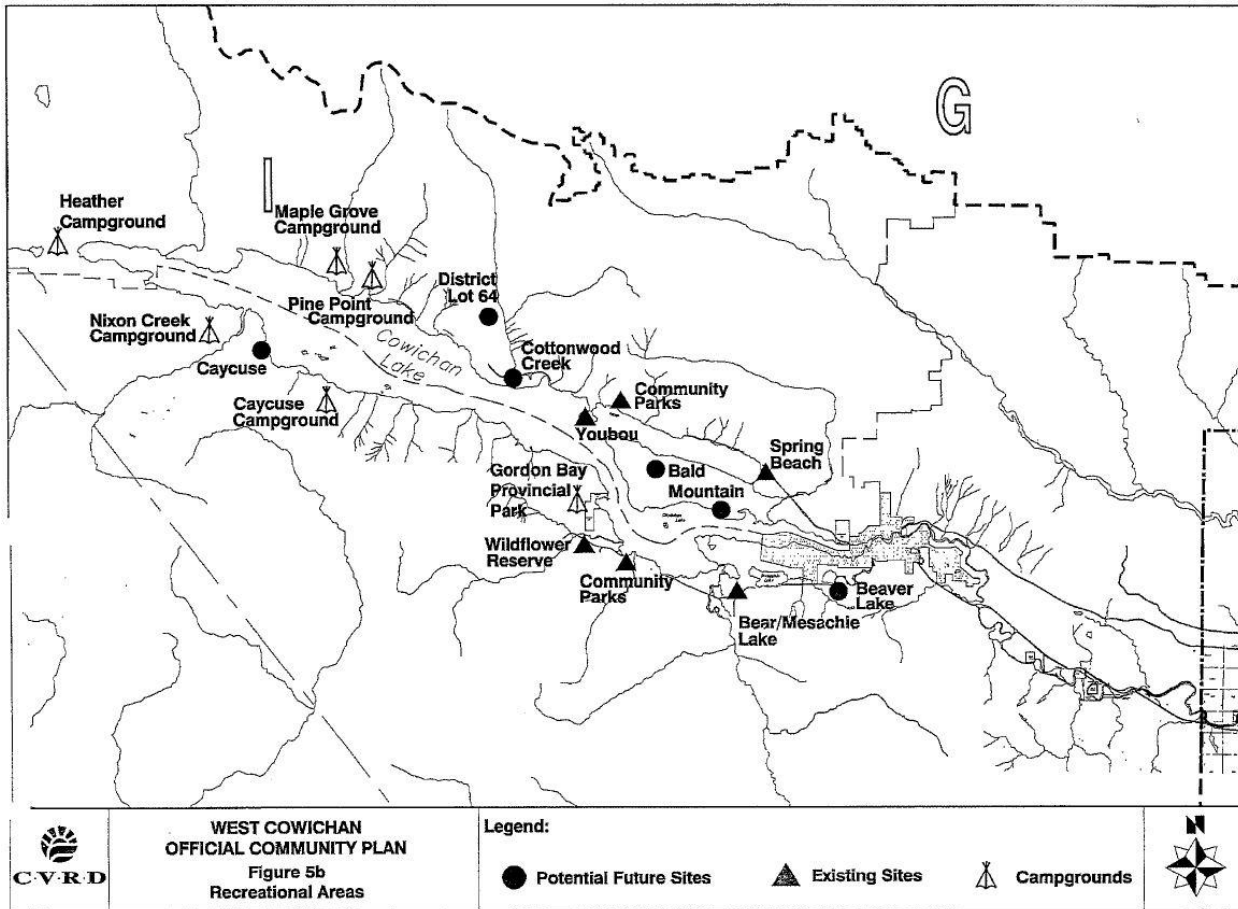 G
I
Heather
Campground
Maple Grove
Campground
District
Lot 64
Pine Point
Campground
Nixon Creek
Campground
Cowichan
Lake
Caycuse
Cottonwood
Creek
Caycuse
Campground
Community
Parks
Youbou
Spring
Beach
Bald
Mountain
Gordon Bay
Provincial
Park
Wildflower
Reserve
Community
Parks
Beaver
Lake
Bear/Mesachie
Lake
C·V·R·D
WEST COWICHAN
OFFICIAL COMMUNITY PLAN
Figure 5b
Recreational Areas
Legend:
Potential Future Sites
Existing Sites
Campgrounds
N